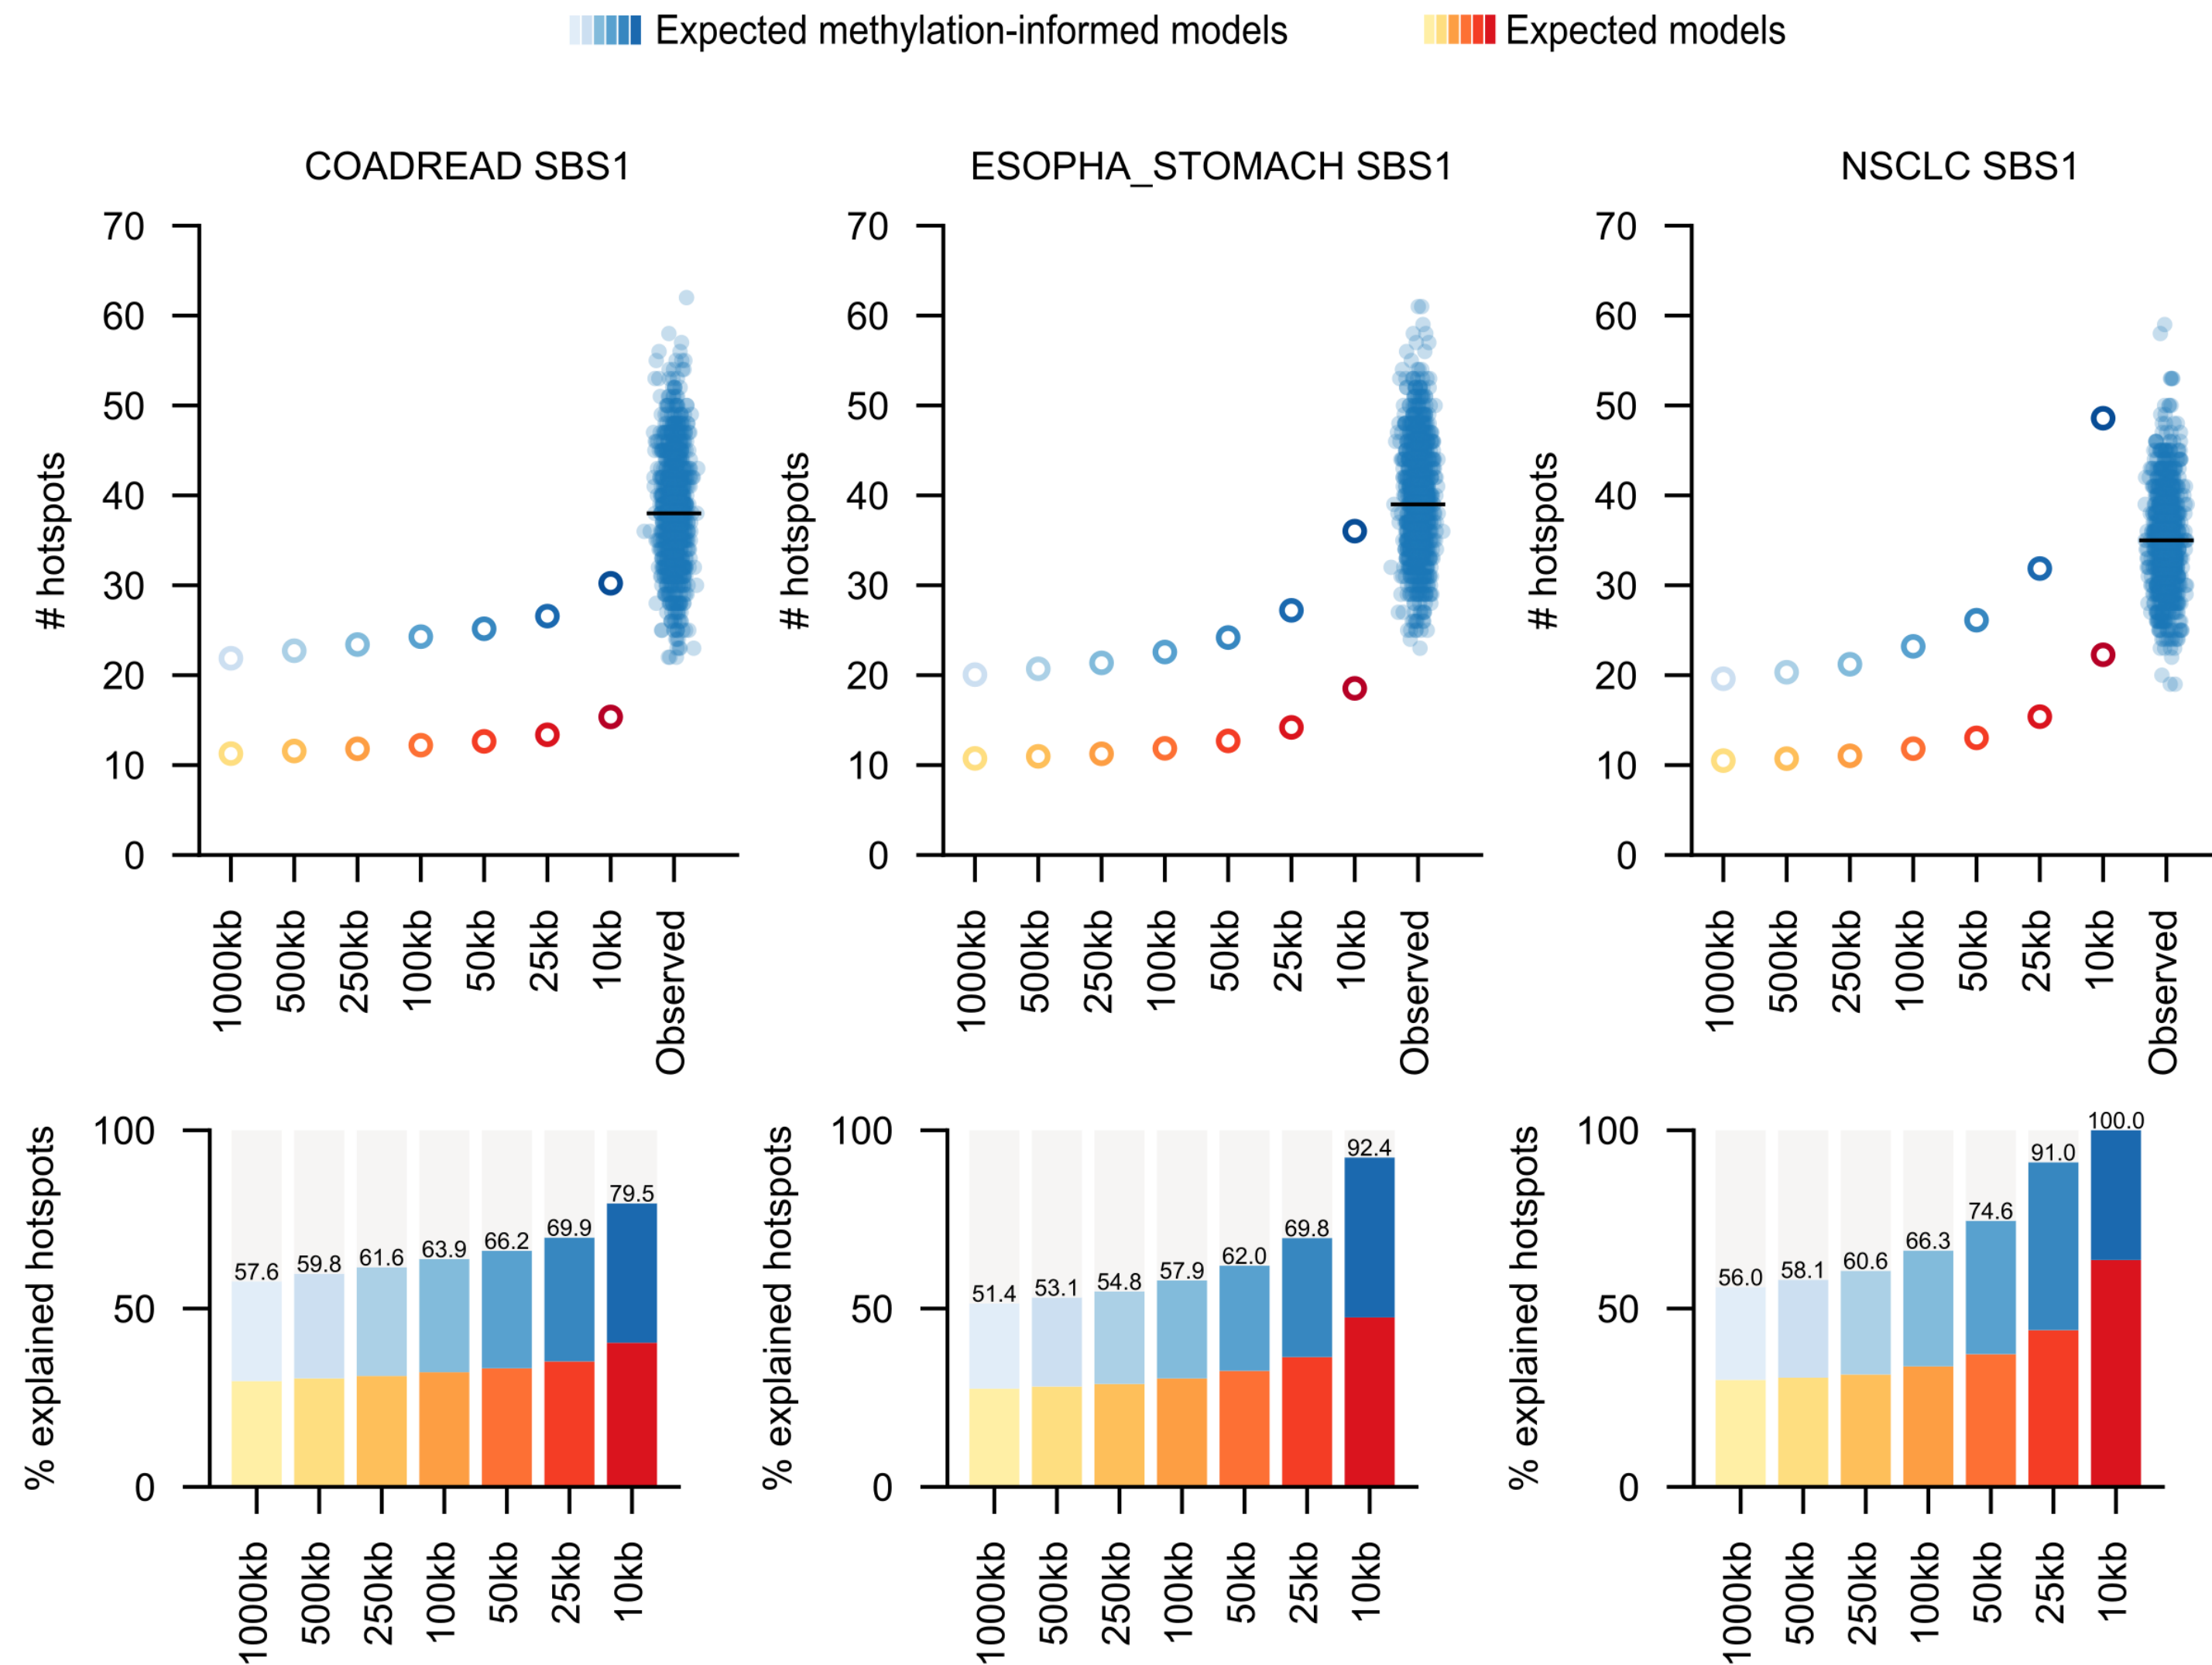 Expected methylation-informed models
Expected models
COADREAD SBS1
ESOPHA_STOMACH SBS1
NSCLC SBS1
# hotspots
70
60
50
40
30
20
10
0
1000kb
500kb
250kb
100kb
50kb
25kb
10kb
Observed
# hotspots
70
60
50
40
30
20
10
0
1000kb
500kb
250kb
100kb
50kb
25kb
10kb
Observed
# hotspots
70
60
50
40
30
20
10
0
1000kb
500kb
250kb
100kb
50kb
25kb
10kb
Observed
% explained hotspots
100
50
0
57.6
59.8
61.6
63.9
66.2
69.9
79.5
1000kb
500kb
250kb
100kb
50kb
25kb
10kb
% explained hotspots
100
50
0
51.4
53.1
54.8
57.9
62.0
69.8
92.4
1000kb
500kb
250kb
100kb
50kb
25kb
10kb
% explained hotspots
100
50
0
56.0
58.1
60.6
66.3
74.6
91.0
100.0
1000kb
500kb
250kb
100kb
50kb
25kb
10kb